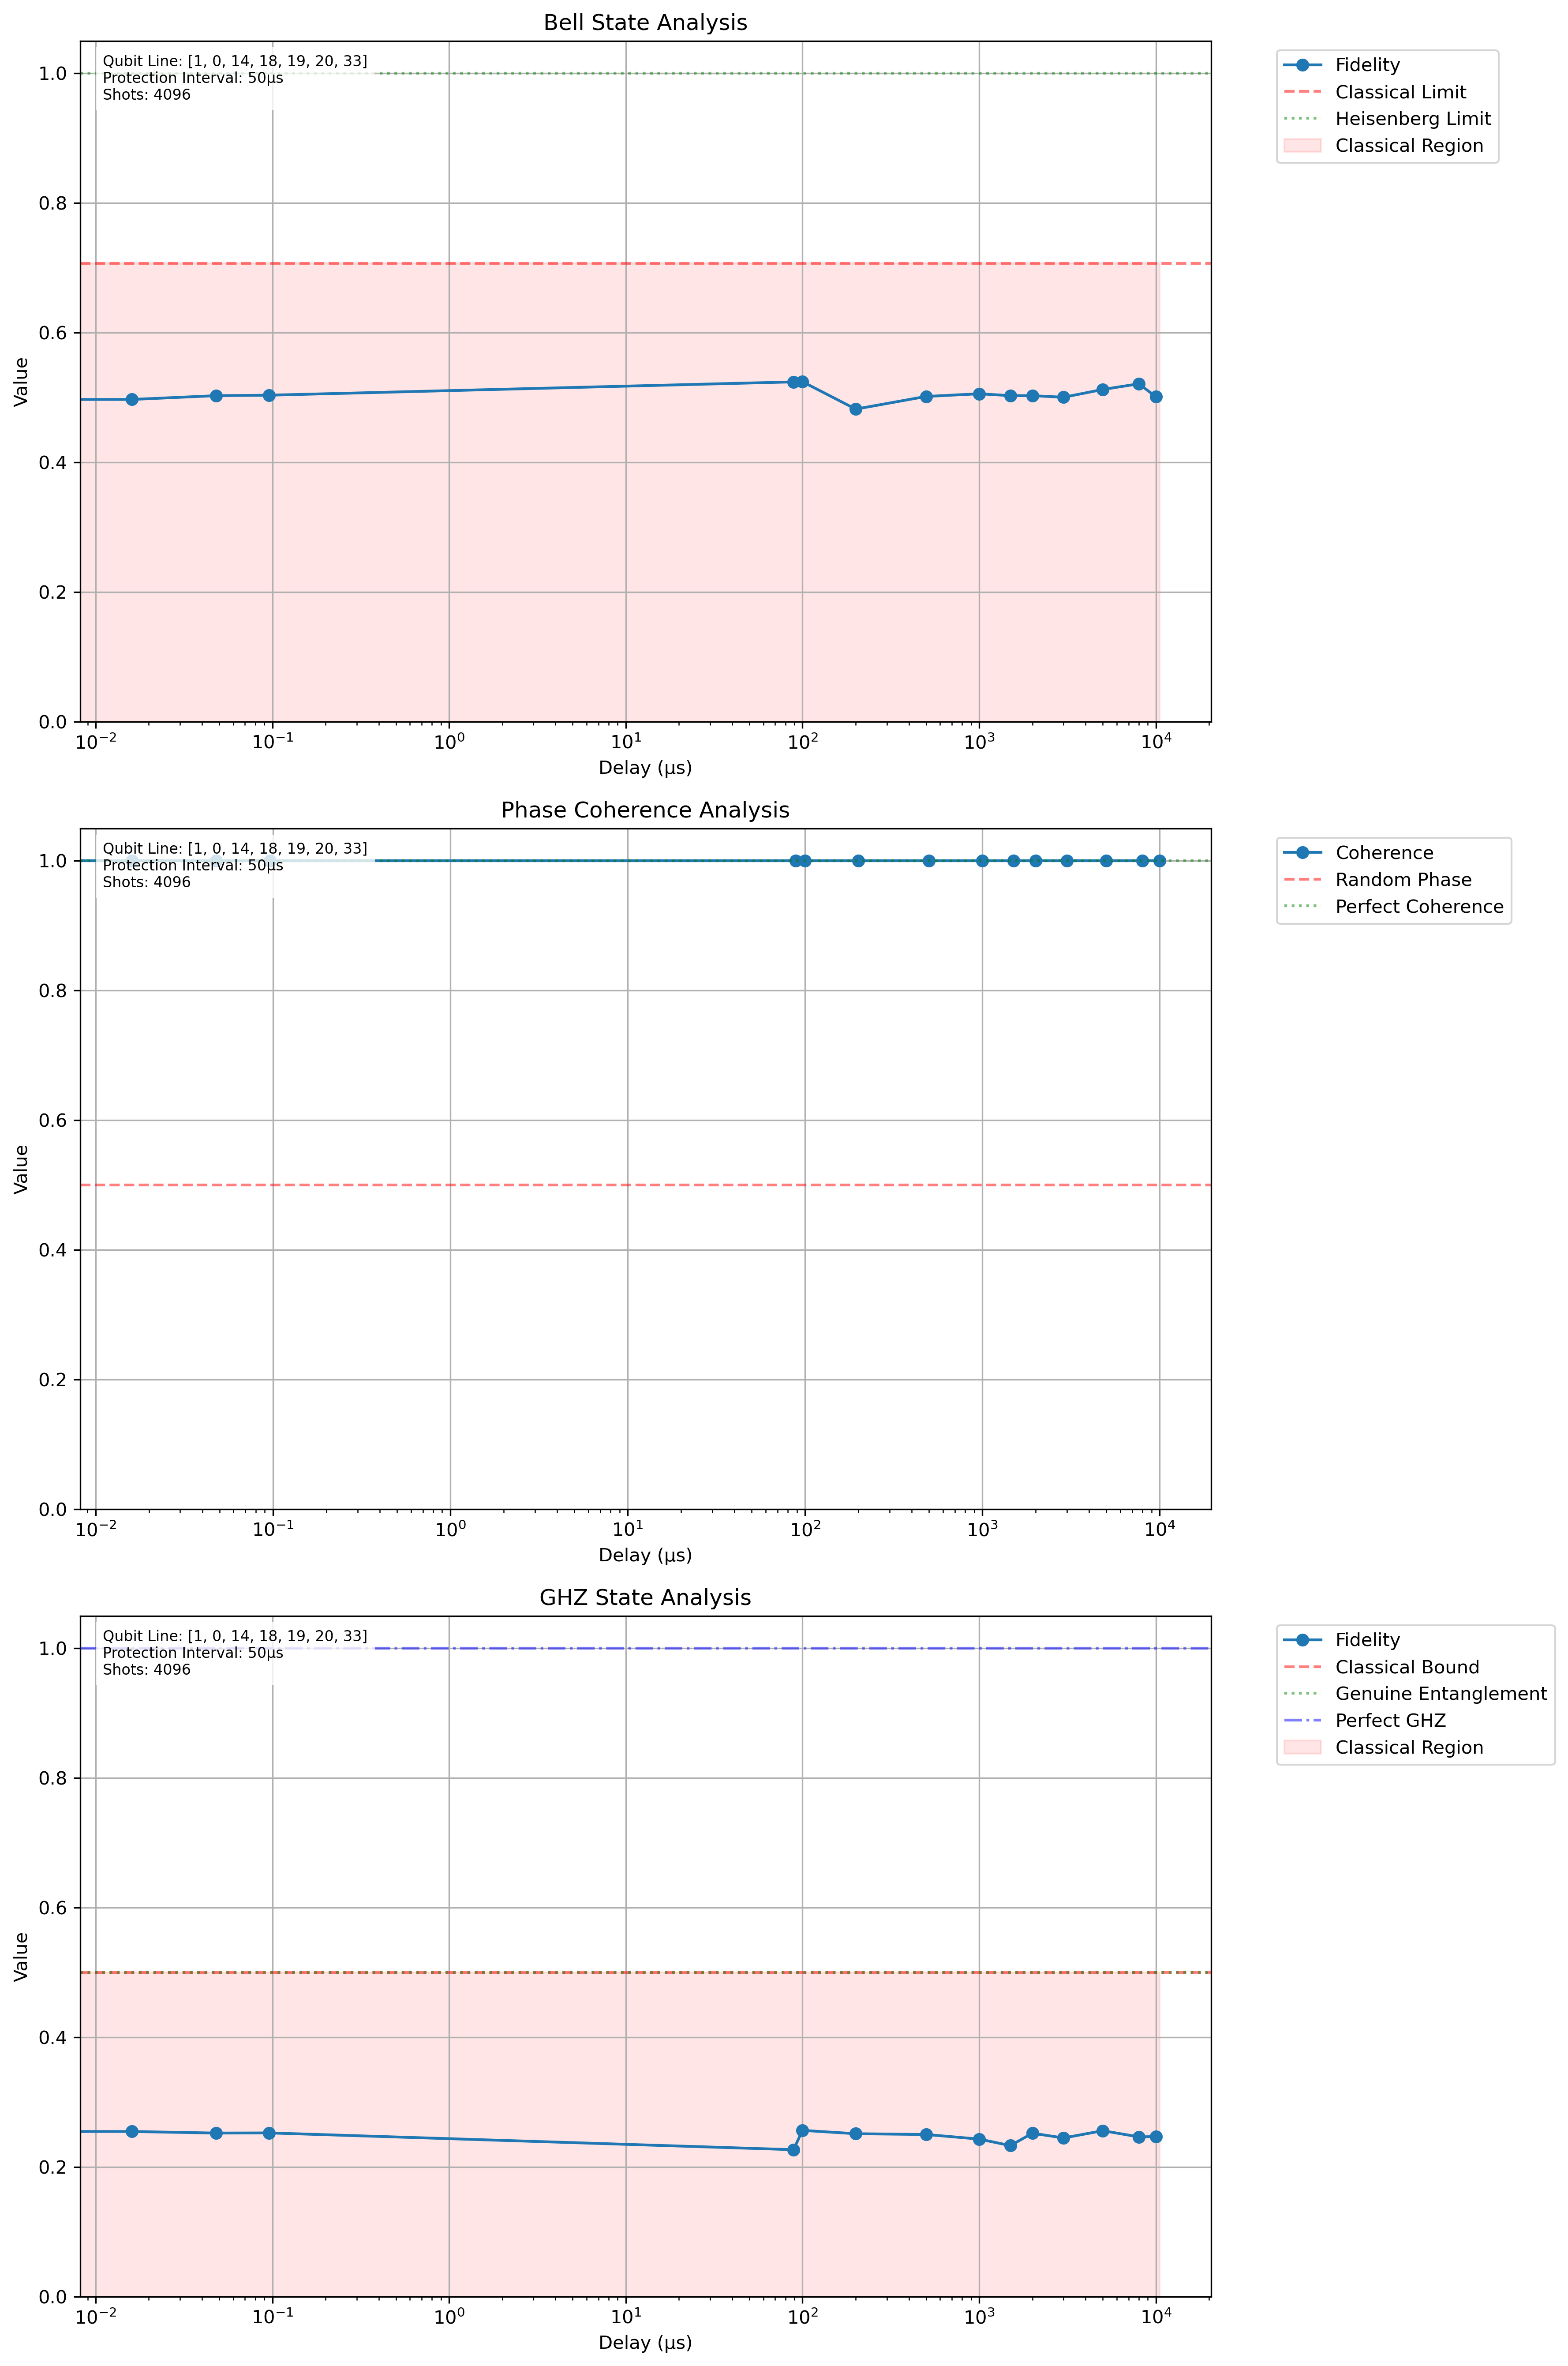 Bell State Analysis
Qubit Line: [1, 0, 14, 18, 19, 20, 33]
Protection Interval: 50μs
Shots: 4096
Fidelity
Classical Limit
Heisenberg Limit
Classical Region
Value
1.0
0.8
0.6
0.4
0.2
0.0
10⁻² 10⁻¹ 10⁰ 10¹ 10² 10³ 10⁴
Delay (μs)
Phase Coherence Analysis
Qubit Line: [1, 0, 14, 18, 19, 20, 33]
Protection Interval: 50μs
Shots: 4096
Coherence
Random Phase
Perfect Coherence
Value
1.0
0.8
0.6
0.4
0.2
0.0
10⁻² 10⁻¹ 10⁰ 10¹ 10² 10³ 10⁴
Delay (μs)
GHZ State Analysis
Qubit Line: [1, 0, 14, 18, 19, 20, 33]
Protection Interval: 50μs
Shots: 4096
Fidelity
Classical Bound
Genuine Entanglement
Perfect GHZ
Classical Region
Value
1.0
0.8
0.6
0.4
0.2
0.0
10⁻² 10⁻¹ 10⁰ 10¹ 10² 10³ 10⁴
Delay (μs)